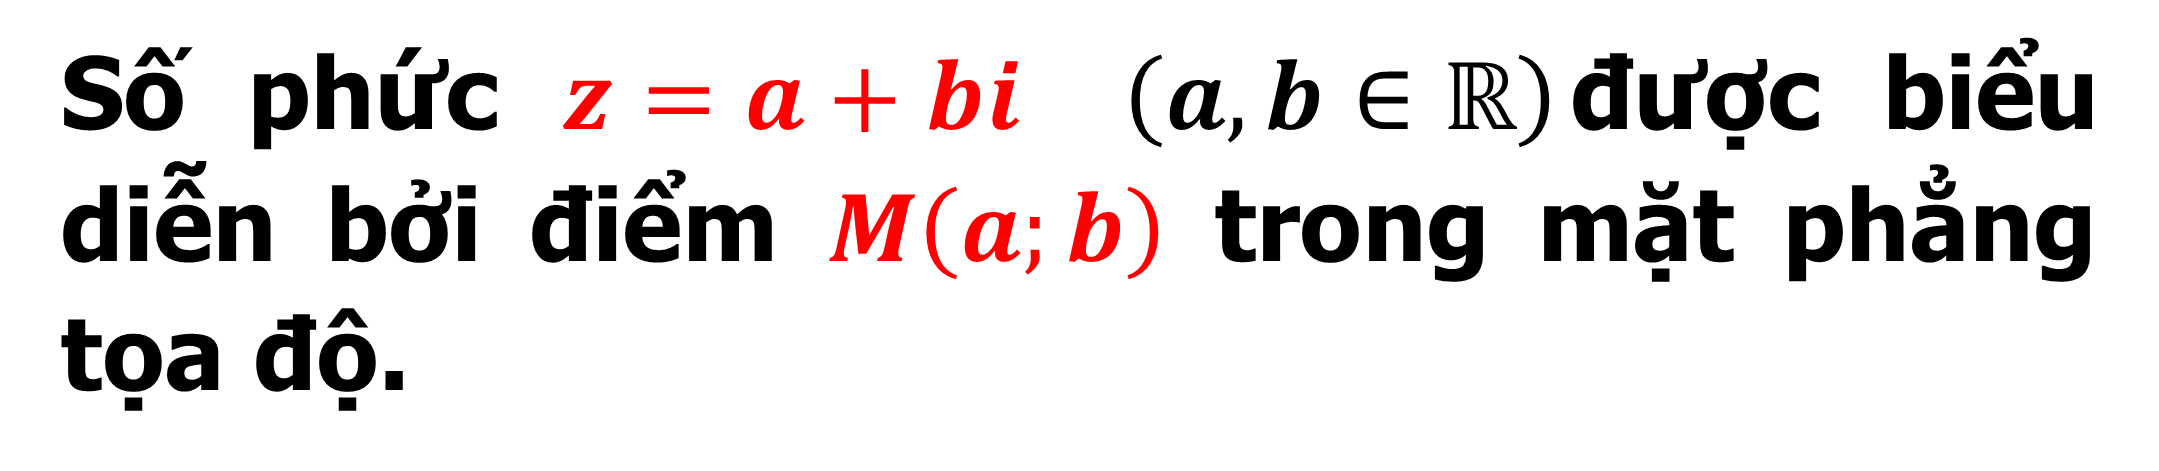 Số phức z = a + bi (a, b ∈ ℝ) được biểu
diễn bởi điểm M(a; b) trong mặt phẳng
tọa độ.